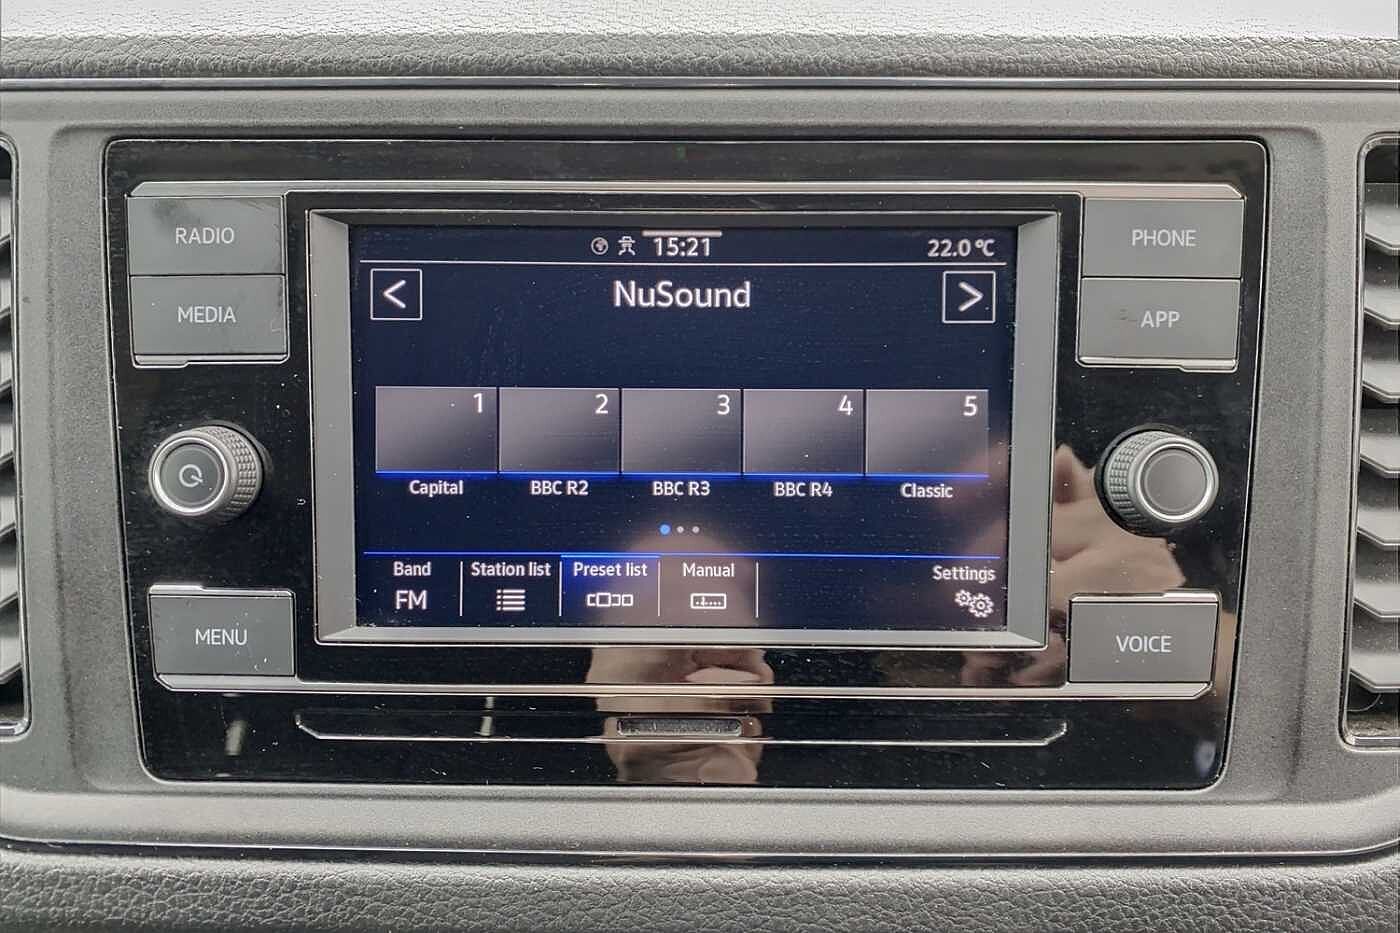 RADIO
MEDIA
MENU
15:21
22.0 °C
<
NuSound
>
1
2
3
4
5
Capital
BBC R2
BBC R3
BBC R4
Classic
Band
Station list
Preset list
Manual
Settings
FM
PHONE
APP
VOICE